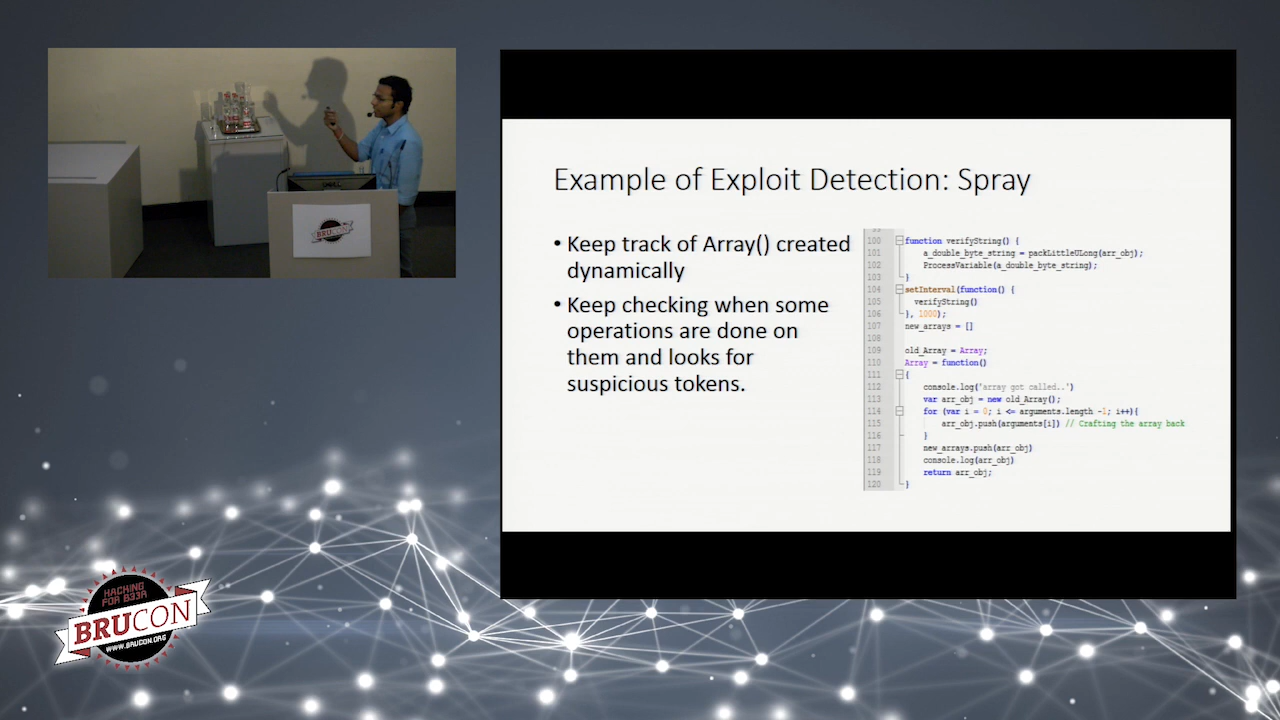 BRUCON
Example of Exploit Detection: Spray
• Keep track of Array() created
dynamically
• Keep checking when some
operations are done on
them and looks for
suspicious tokens.
100 function verifyString() {
101 a_double_byte_string = packLittleULong(arr_obj);
102 ProcessVariable(a_double_byte_string);
103 }
104 setInterval(function() {
105 verifyString()
106 }, 1000);
107 new_arrays = []
108
109 old_Array = Array;
110 Array = function()
111 {
112 console.log('array got called..')
113 var arr_obj = new old_Array();
114 for (var i = 0; i <= arguments.length -1; i++){
115 arr_obj.push(arguments[i]) // Crafting the array back
116 }
117 new_arrays.push(arr_obj)
118 console.log(arr_obj)
119 return arr_obj;
120 }
HACKING
FOR B33R
BRUCON
WWW.BRUCON.ORG